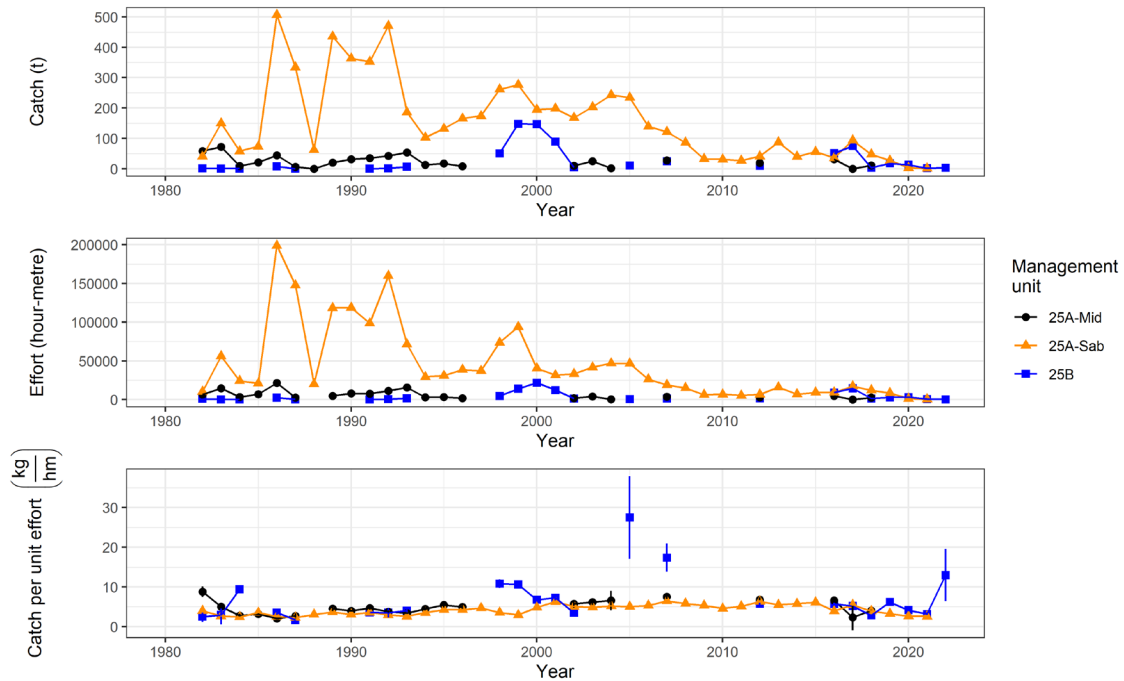 500
400
300
200
100
0
Catch (t)
1980 1990 2000 2010 2020
Year
200000
150000
100000
50000
0
Effort (hour-metre)
1980 1990 2000 2010 2020
Year
Management
unit
25A-Mid
25A-Sab
25B
30
20
10
0
Catch per unit effort (kg/hm)
1980 1990 2000 2010 2020
Year